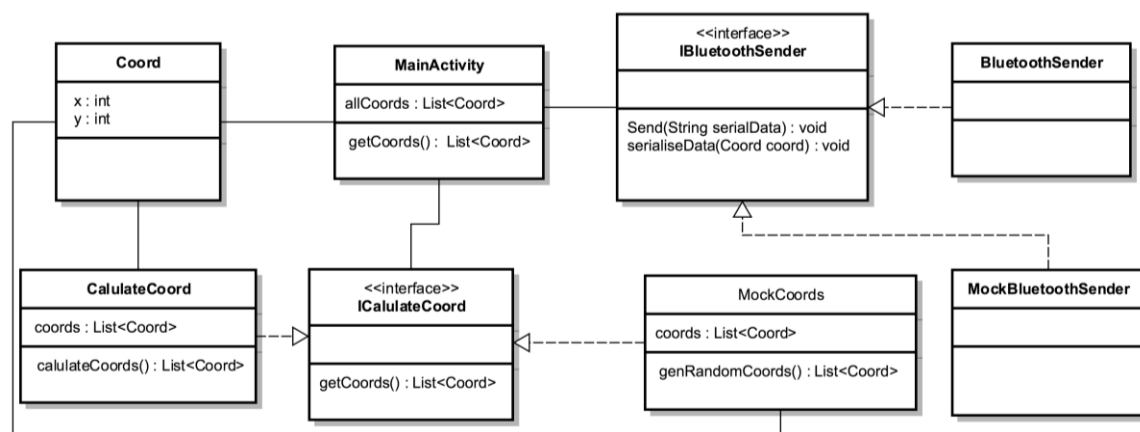 Coord
x : int
y : int
MainActivity
allCoords : List<Coord>
getCoords() :  List<Coord>
<<interface>>
IBluetoothSender
Send(String serialData) : void
serialiseData(Coord coord) : void
BluetoothSender
CalulateCoord
coords : List<Coord>
calulateCoords() : List<Coord>
<<interface>>
ICalulateCoord
getCoords() : List<Coord>
MockCoords
coords : List<Coord>
genRandomCoords() : List<Coord>
MockBluetoothSender